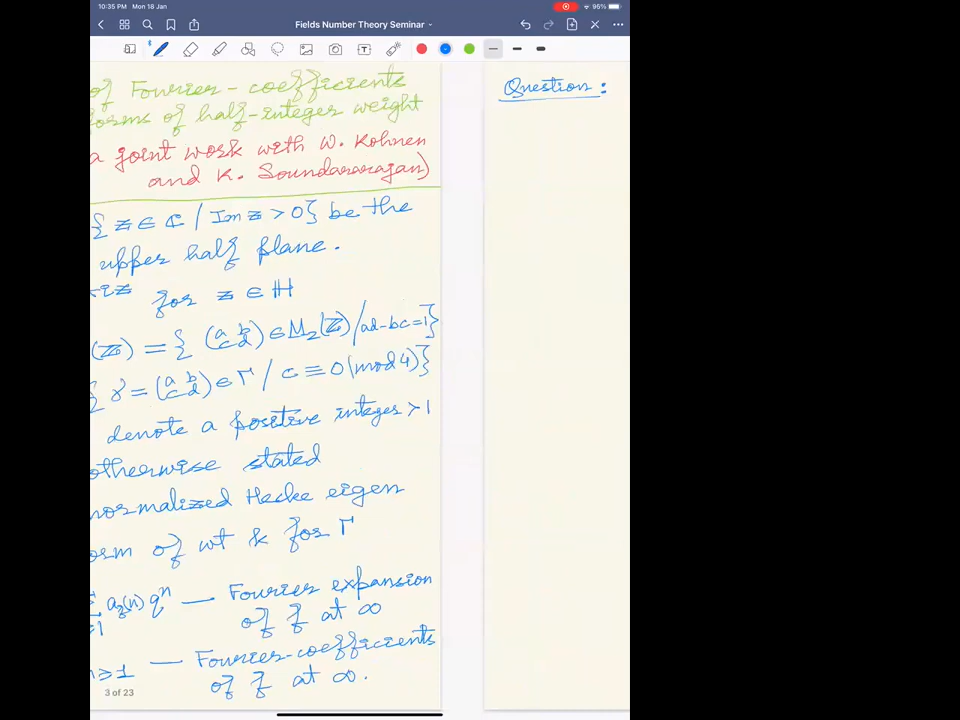 10:35 PM Mon 18 Jan
95%
Fields Number Theory Seminar
of Fourier-coefficients
forms of half-integer weight
a joint work with W. Kohnen
and K. Soundararajan)
{ z ∈ ℂ / Im z > 0} be the
upper half plane.
for z ∈ ℍ
(ℤ) = { (a b
c d) ∈ M₂(ℤ) / ad-bc=1}
{ γ = (a b
c d) ∈ Γ / c ≡ 0 (mod 4)}
denote a positive integer > 1
otherwise stated
normalized Hecke eigen
form of wt k for Γ
a_f(n) qⁿ — Fourier expansion
of f at ∞
n ≥ 1 — Fourier-coefficients
of f at ∞.
3 of 23
Question: